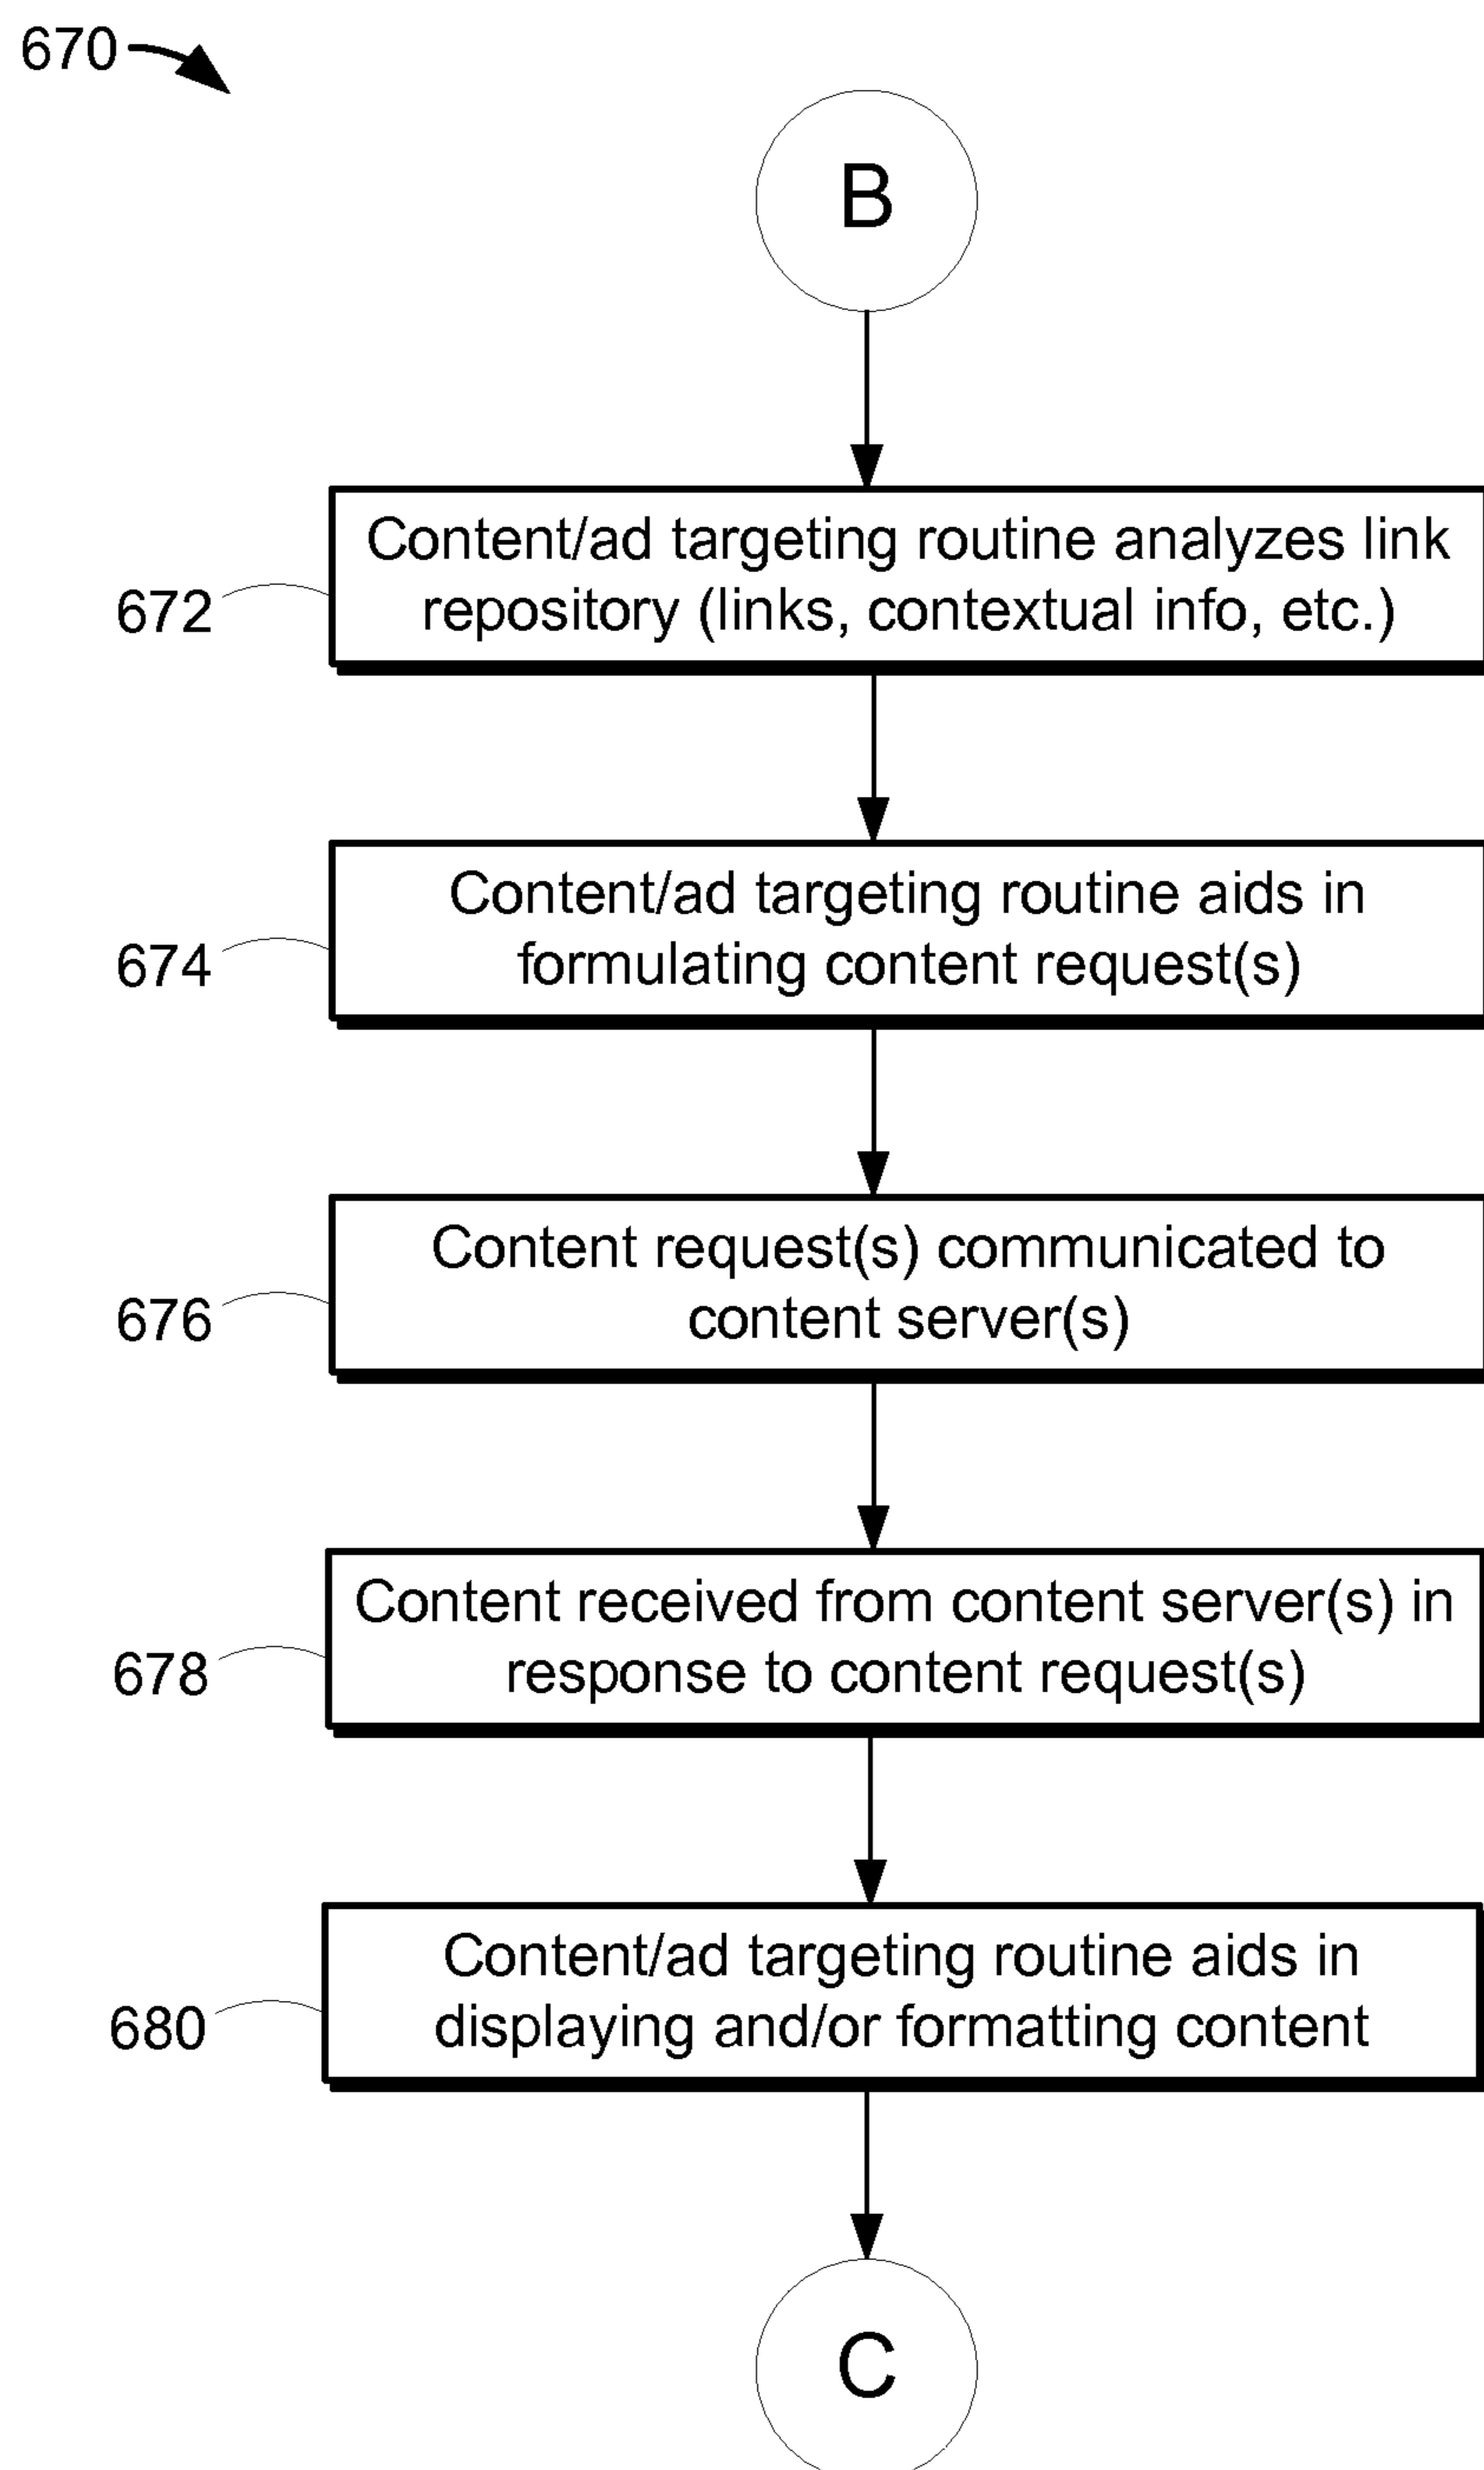 670
B
Content/ad targeting routine analyzes link
repository (links, contextual info, etc.)
672
Content/ad targeting routine aids in
formulating content request(s)
674
Content request(s) communicated to
content server(s)
676
Content received from content server(s) in
response to content request(s)
678
Content/ad targeting routine aids in
displaying and/or formatting content
680
C